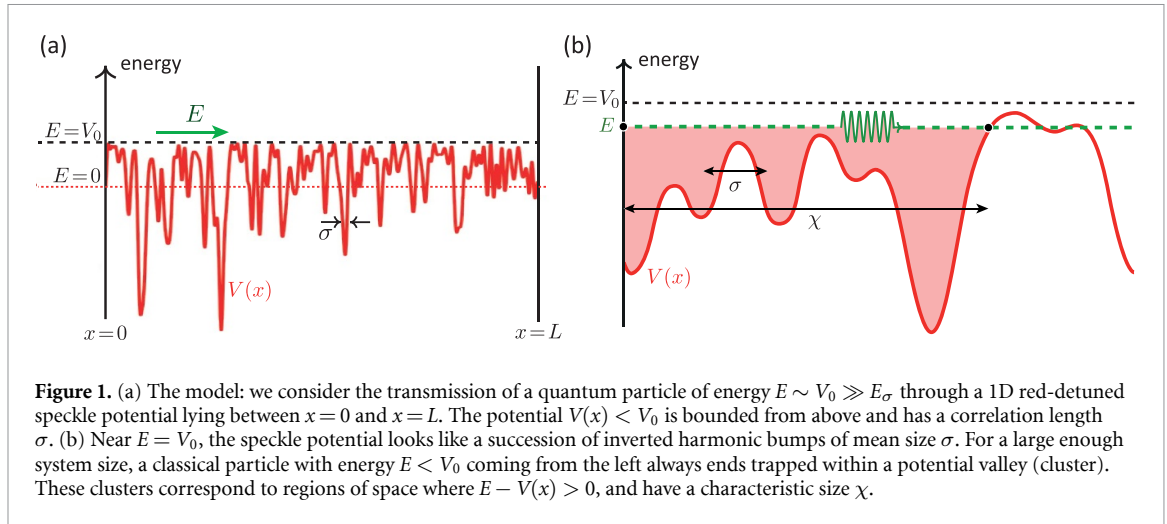 (a)
energy
E
E=V₀
E=0
σ
V(x)
x=0
x=L
(b)
energy
E=V₀
E
σ
χ
V(x)
Figure 1. (a) The model: we consider the transmission of a quantum particle of energy E ∼ V₀ ≫ E_σ through a 1D red-detuned
speckle potential lying between x = 0 and x = L. The potential V(x) < V₀ is bounded from above and has a correlation length
σ. (b) Near E = V₀, the speckle potential looks like a succession of inverted harmonic bumps of mean size σ. For a large enough
system size, a classical particle with energy E < V₀ coming from the left always ends trapped within a potential valley (cluster).
These clusters correspond to regions of space where E − V(x) > 0, and have a characteristic size χ.